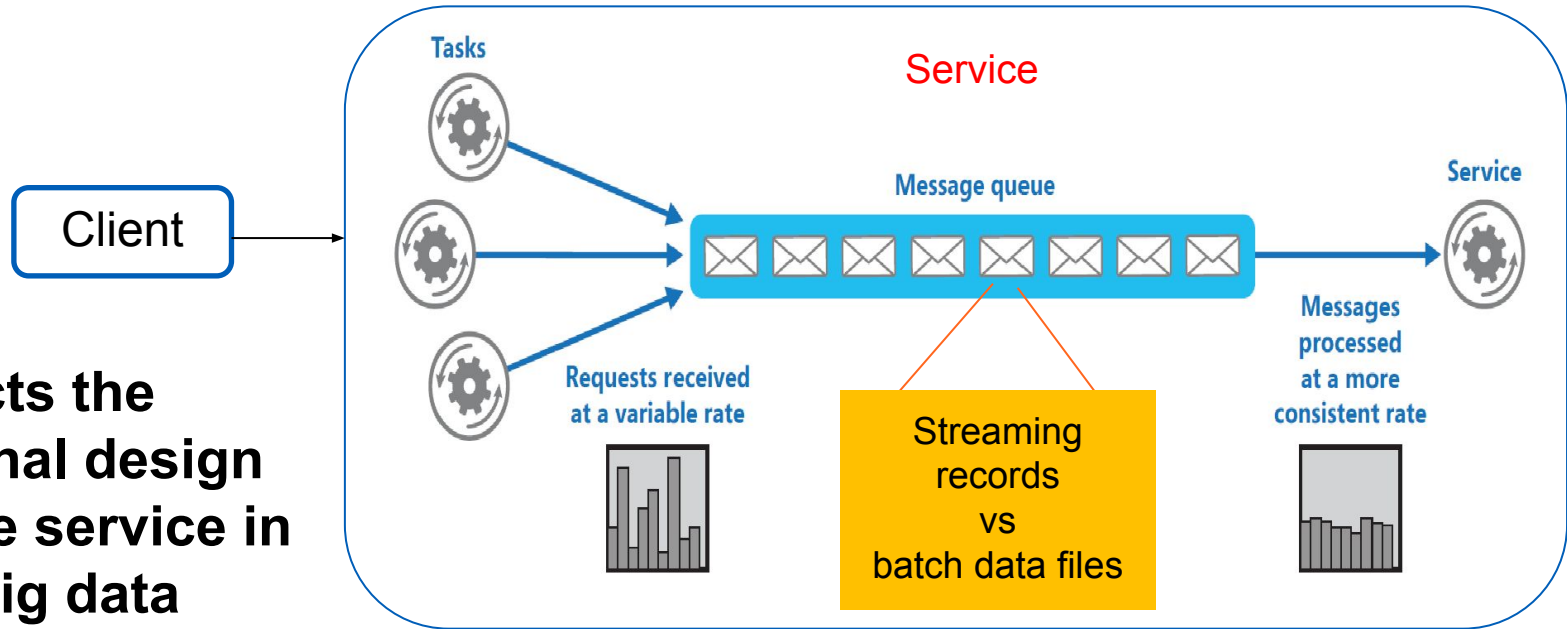 Tasks
Service
Message queue
Service
Client
Requests received
at a variable rate
Streaming
records
vs
batch data files
Messages
processed
at a more
consistent rate
cts the
nal design
e service in
ig data